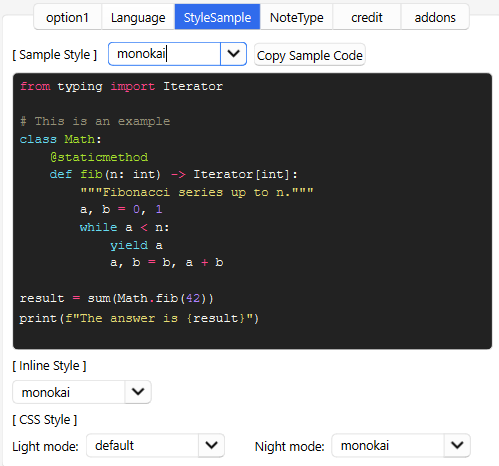 option1 Language StyleSample NoteType credit addons
[ Sample Style ] monokai Copy Sample Code
from typing import Iterator
# This is an example
class Math:
    @staticmethod
    def fib(n: int) -> Iterator[int]:
        """Fibonacci series up to n."""
        a, b = 0, 1
        while a < n:
            yield a
            a, b = b, a + b
result = sum(Math.fib(42))
print(f"The answer is {result}")
[ Inline Style ]
monokai
[ CSS Style ]
Light mode: default Night mode: monokai